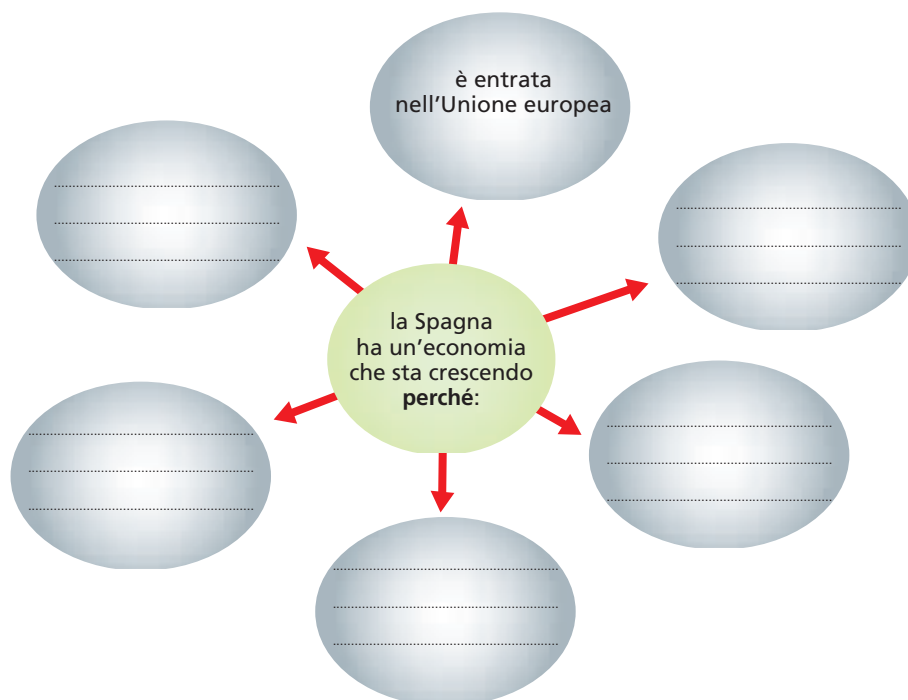 è entrata
nell'Unione europea
la Spagna
ha un'economia
che sta crescendo
perché: